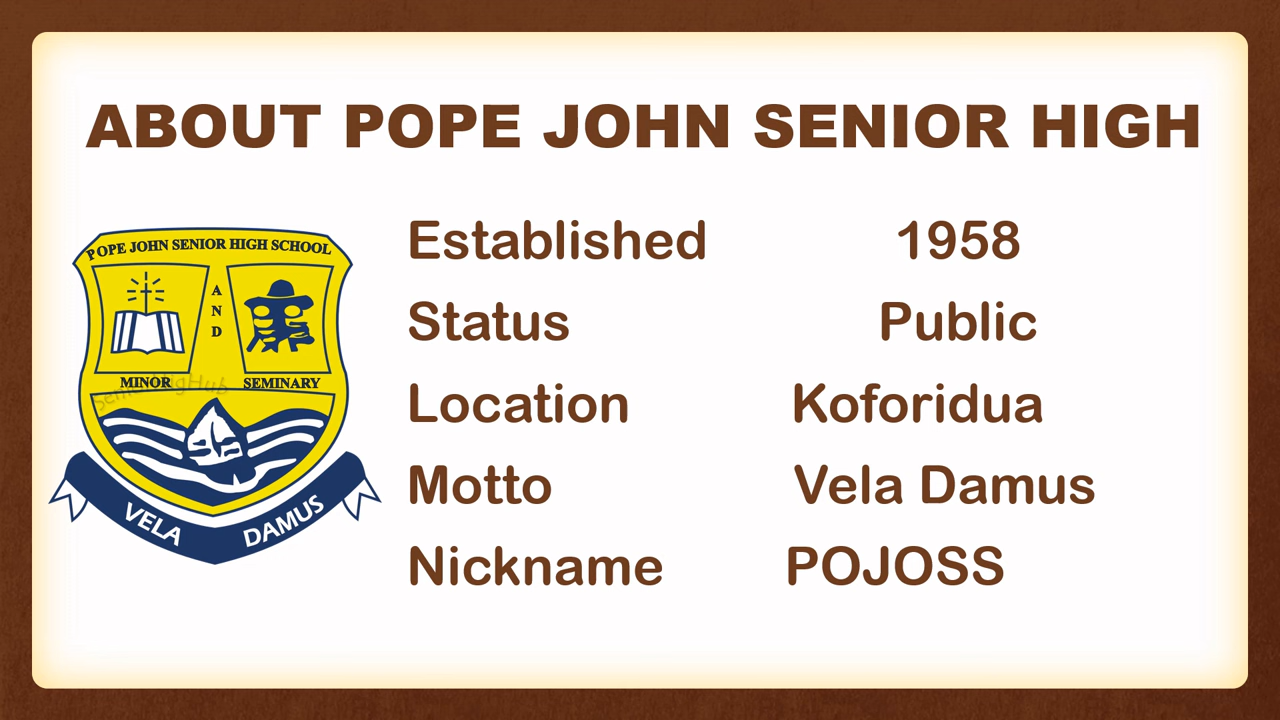 ABOUT POPE JOHN SENIOR HIGH
POPE JOHN SENIOR HIGH SCHOOL
AND
MINOR SEMINARY
VELA DAMUS
Established 1958
Status Public
Location Koforidua
Motto Vela Damus
Nickname POJOSS